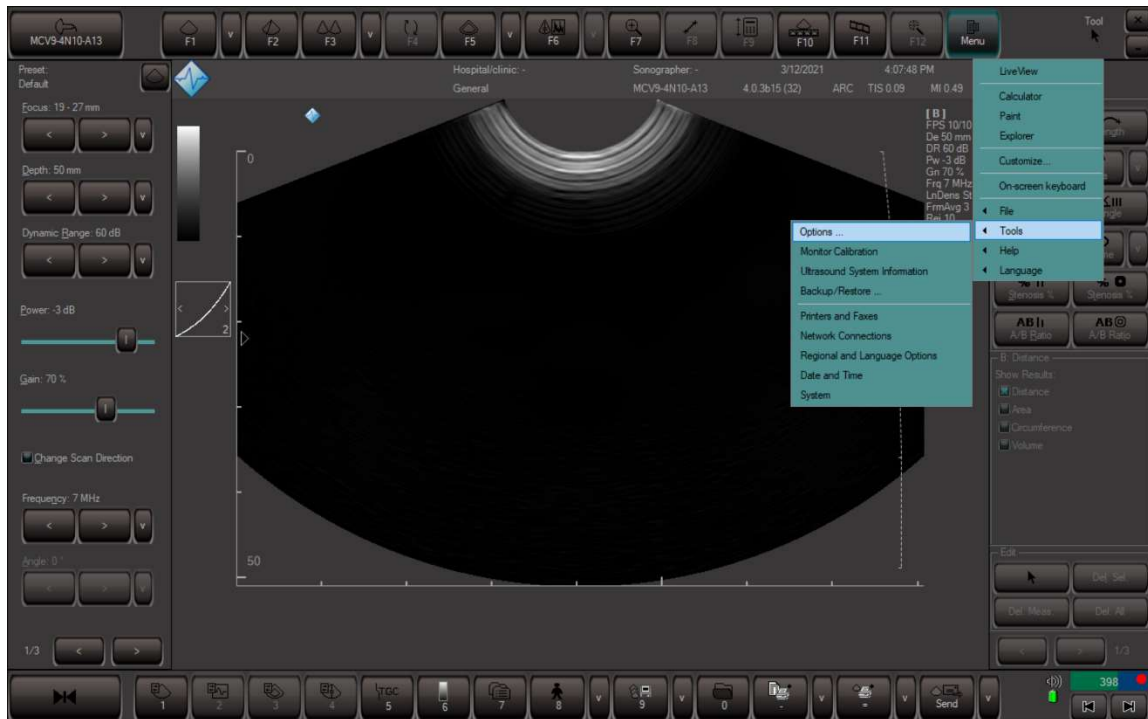 MCV9-4N10-A13
F1
v
F2
F3
v
F4
F5
v
F6
v
F7
F8
F9
F10
F11
F12
Menu
Tool
Preset:
Default
Hospital/clinic: -
Sonographer: -
3/12/2021
4:07:48 PM
General
MCV9-4N10-A13
4.0.3b15 (32)
ARC
TIS 0.09
MI 0.49
Focus: 19 - 27 mm
< > v
Depth: 50 mm
< > v
Dynamic Range: 60 dB
< > v
Power: -3 dB
Gain: 70 %
Change Scan Direction
Frequency: 7 MHz
< > v
Angle: 0 °
< > v
1/3 < >
0
50
< >
2
[ B ]
FPS 10/10
De 50 mm
DR 60 dB
Pw -3 dB
Gn 70 %
Frq 7 MHz
LnDens St
FrmAvg 3
Rej 10
LiveView
Calculator
Paint
Explorer
Customize...
On-screen keyboard
File
Tools
Help
Language
Options ...
Monitor Calibration
Ultrasound System Information
Backup/Restore ...
Printers and Faxes
Network Connections
Regional and Language Options
Date and Time
System
Stenosis %
Stenosis %
A/B Ratio
A/B Ratio
B: Distance
Show Results:
Distance
Area
Circumference
Volume
Edit
Del. Sel.
Del. Meas.
Del. All
< > 1/3
1
2
3
4
TGC
5
6
7
8
v
9
v
0
-
v
=
v
Send
v
398